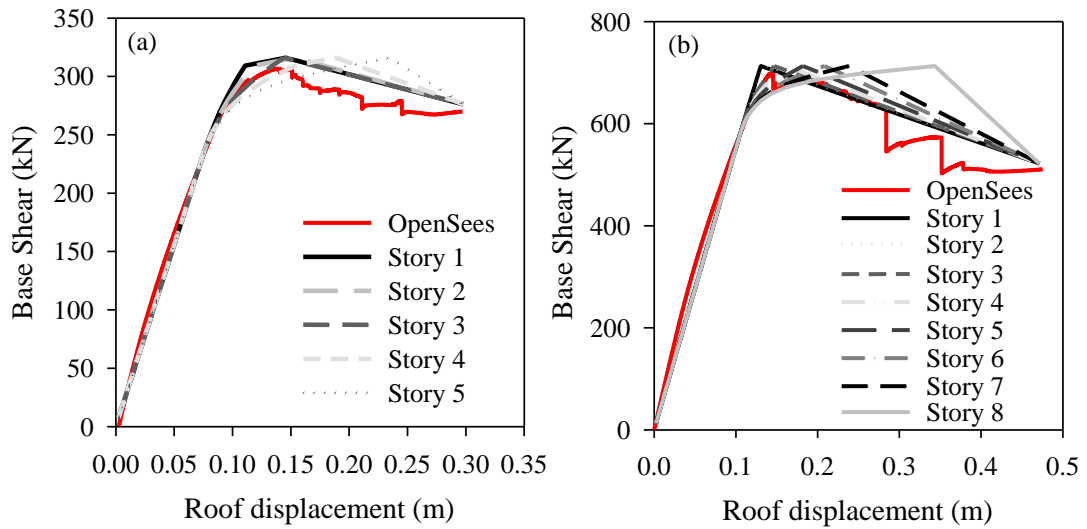 (a)
350
300
250
200
150
100
50
0
Base Shear (kN)
OpenSees
Story 1
Story 2
Story 3
Story 4
Story 5
0.00 0.05 0.10 0.15 0.20 0.25 0.30 0.35
Roof displacement (m)
(b)
800
600
400
200
0
Base Shear (kN)
OpenSees
Story 1
Story 2
Story 3
Story 4
Story 5
Story 6
Story 7
Story 8
0.0 0.1 0.2 0.3 0.4 0.5
Roof displacement (m)